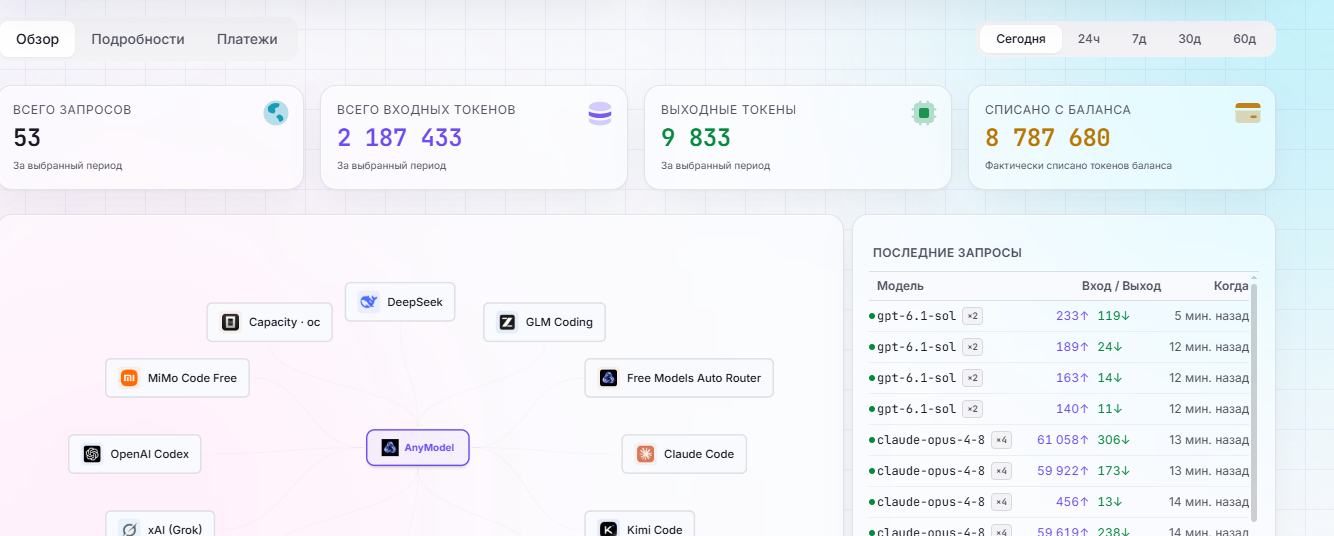 Обзор Подробности Платежи Сегодня 24ч 7д 30д 60д
ВСЕГО ЗАПРОСОВ
53
За выбранный период
ВСЕГО ВХОДНЫХ ТОКЕНОВ
2 187 433
За выбранный период
ВЫХОДНЫЕ ТОКЕНЫ
9 833
За выбранный период
СПИСАНО С БАЛАНСА
8 787 680
Фактически списано токенов баланса
DeepSeek
Capacity · oc
GLM Coding
MiMo Code Free
Free Models Auto Router
OpenAI Codex
AnyModel
Claude Code
xAI (Grok)
Kimi Code
ПОСЛЕДНИЕ ЗАПРОСЫ
Модель Вход / Выход Когда
gpt-6.1-sol ×2 233↑ 119↓ 5 мин. назад
gpt-6.1-sol ×2 189↑ 24↓ 12 мин. назад
gpt-6.1-sol ×2 163↑ 14↓ 12 мин. назад
gpt-6.1-sol ×2 140↑ 11↓ 12 мин. назад
claude-opus-4-8 ×4 61 058↑ 306↓ 13 мин. назад
claude-opus-4-8 ×4 59 922↑ 173↓ 13 мин. назад
claude-opus-4-8 ×4 456↑ 13↓ 14 мин. назад
claude-opus-4-8 ×4 59 619↑ 238↓ 14 мин. назад